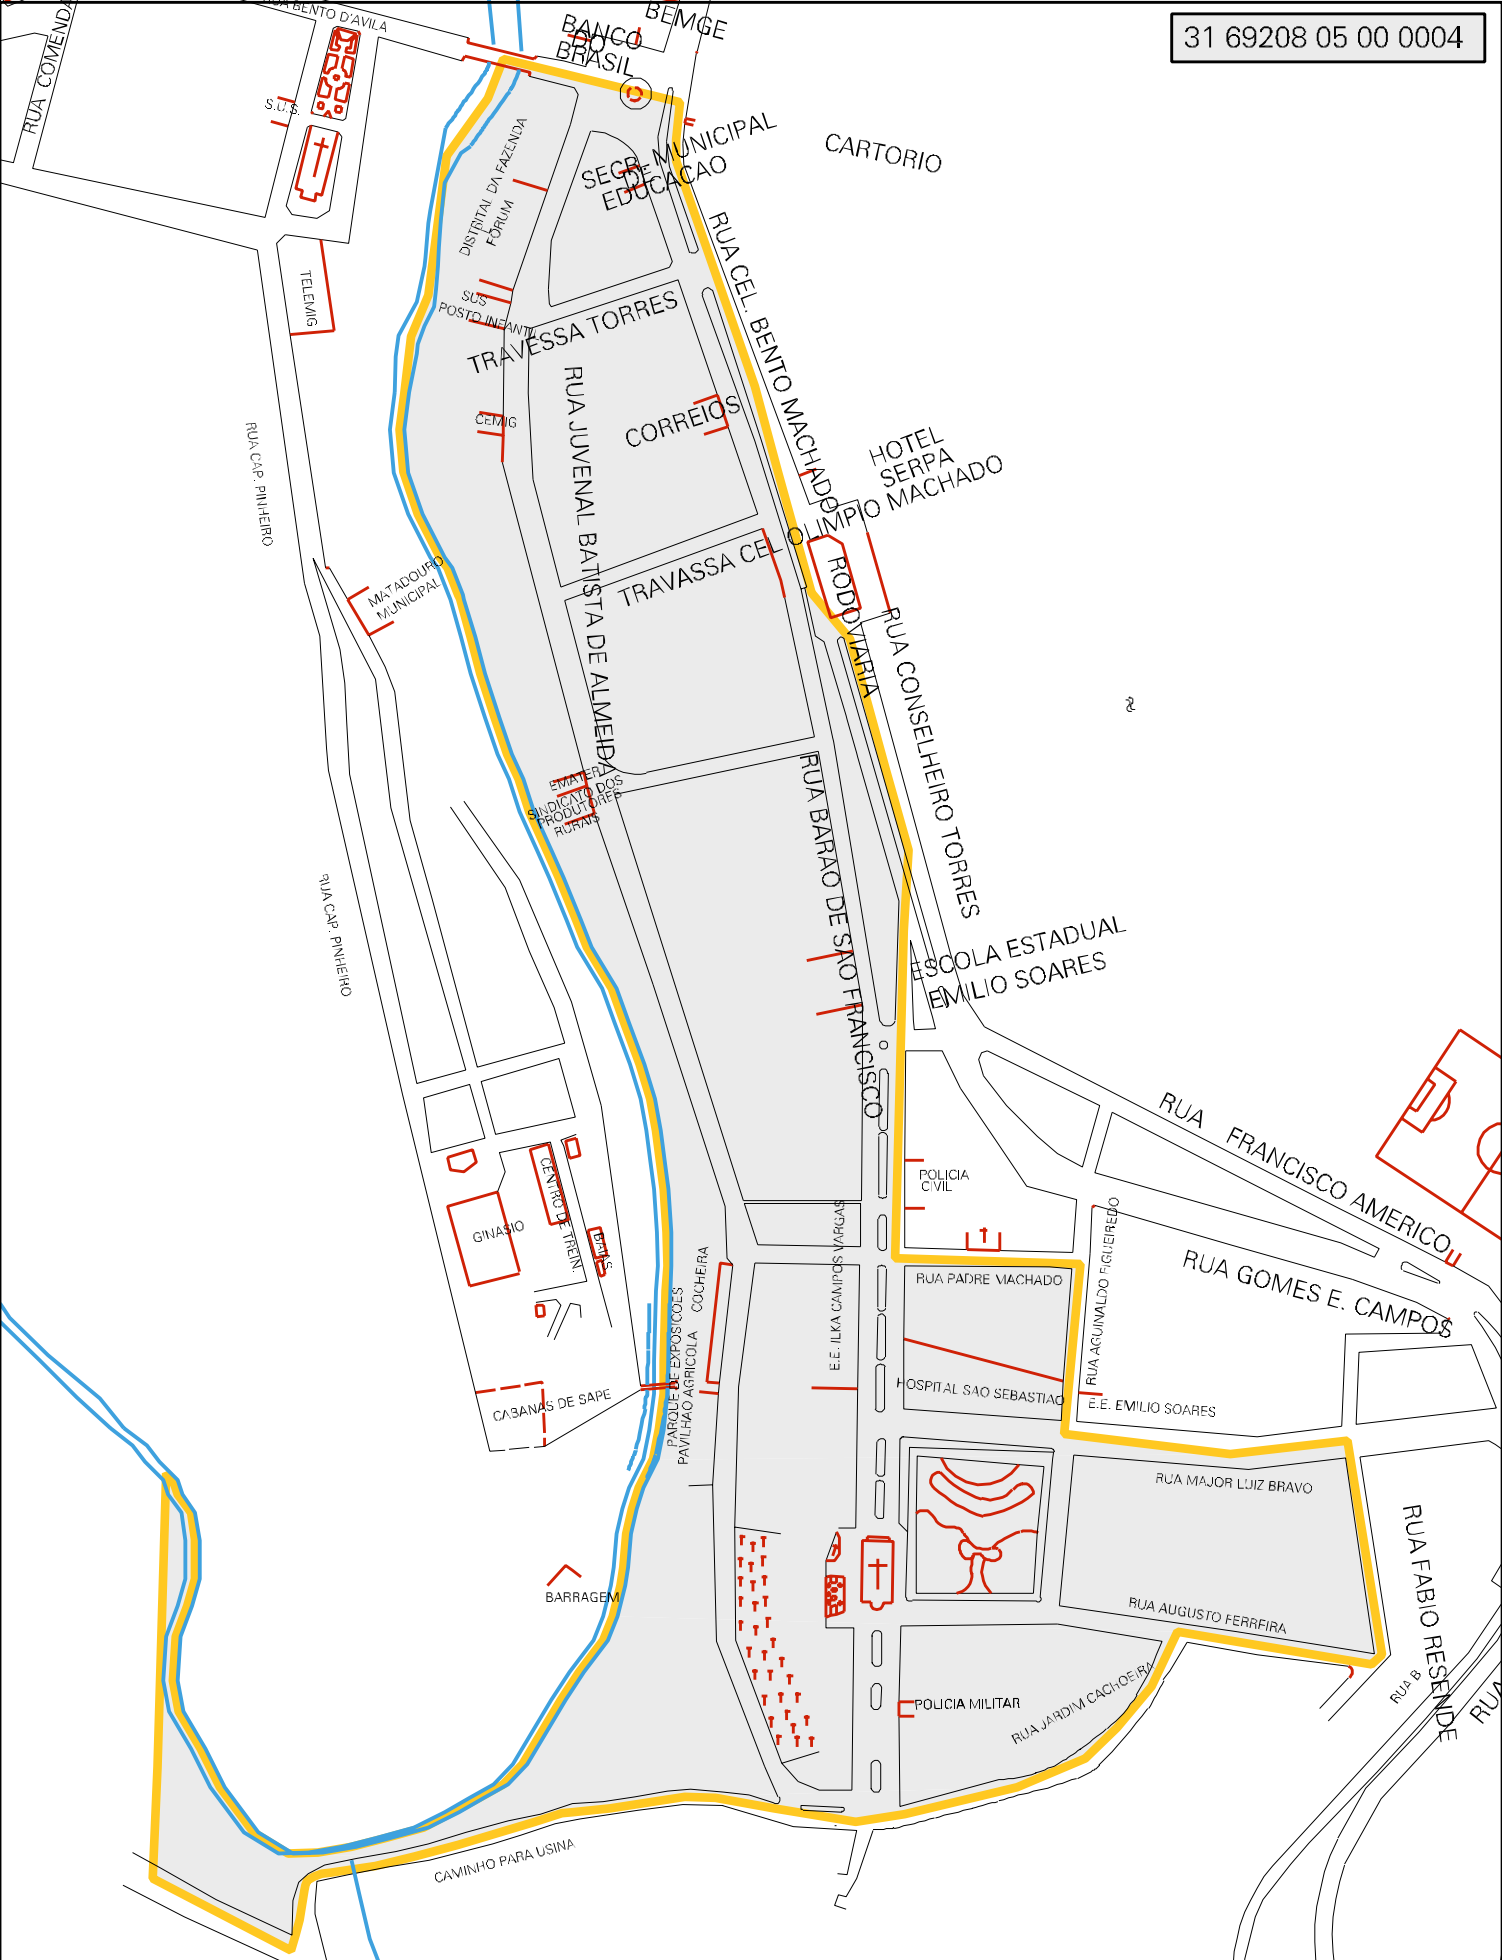 RUA BENTO D'AVILA
BEMGE
BANCO
DO
BRASIL
31 69208 05 00 0004
RUA COMENDA
S.U.S.
SEGR. MUNICIPAL
DE
EDUCACAO
CARTORIO
DISTRITAL DA FAZENDA
FORUM
TELEMIG
SUS
POSTO INFANTIL
TRAVESSA TORRES
RUA CEL. BENTO MACHADO
RUA JUVENAL BATISTA DE ALMEIDA
CEMIG
CORREIOS
HOTEL
SERPA
MACHADO
RUA CAP. PINHEIRO
TRAVASSA CEL OLIMPIO
MATADOURO
MUNICIPAL
RODOVIARIA
RUA CONSELHEIRO TORRES
EMATER
SINDICATO DOS
PRODUTORES
RURAIS
RUA BARAO DE SAO FRANCISCO
RUA CAP. PINHEIRO
ESCOLA ESTADUAL
EMILIO SOARES
RUA FRANCISCO AMERICO
POLICIA
CIVIL
CENTRO DE TREIN.
GINASIO
BAIAS
COCHEIRA
PARQUE DE EXPOSICOES
PAVILHAO AGRICOLA
E.E. ILKA CAMPOS VARGAS
RUA PADRE MACHADO
RUA AGUINALDO FIGUEIREDO
RUA GOMES E. CAMPOS
HOSPITAL SAO SEBASTIAO
E.E. EMILIO SOARES
CABANAS DE SAPE
RUA MAJOR LUIZ BRAVO
RUA FABIO RESENDE
BARRAGEM
RUA AUGUSTO FERREIRA
POLICIA MILITAR
RUA JARDIM CACHOEIRA
RUA B
RUA
CAMINHO PARA USINA